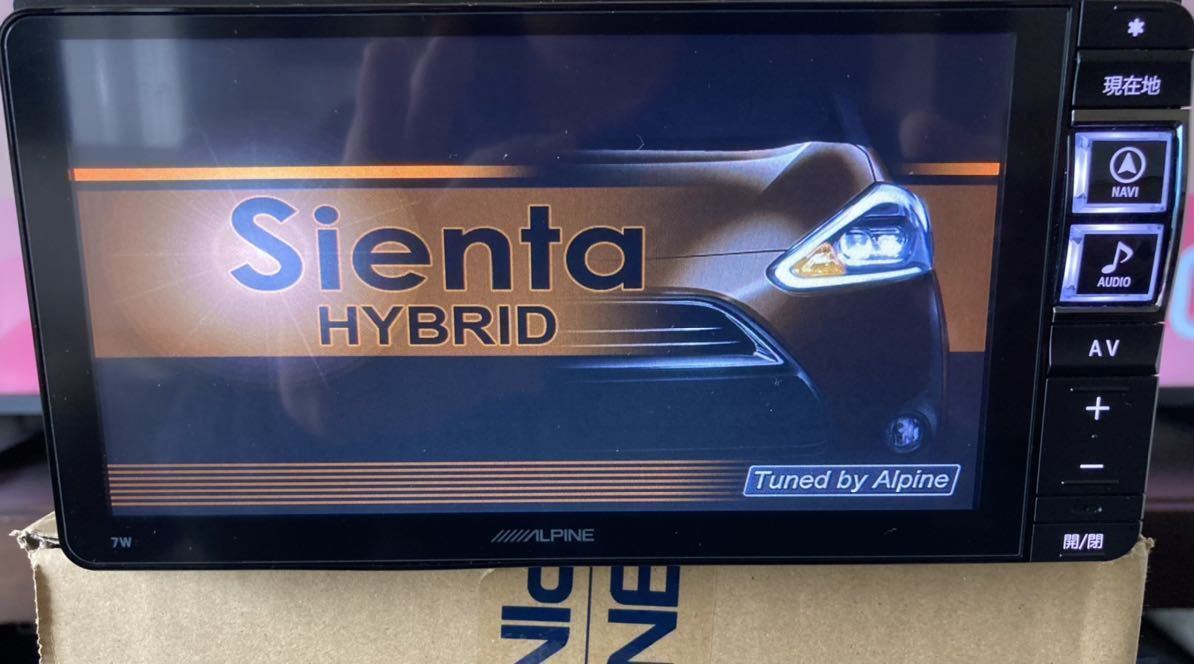 Sienta
HYBRID
Tuned by Alpine
7W
ALPINE
✱
現在地
NAVI
AUDIO
AV
+
−
開/閉